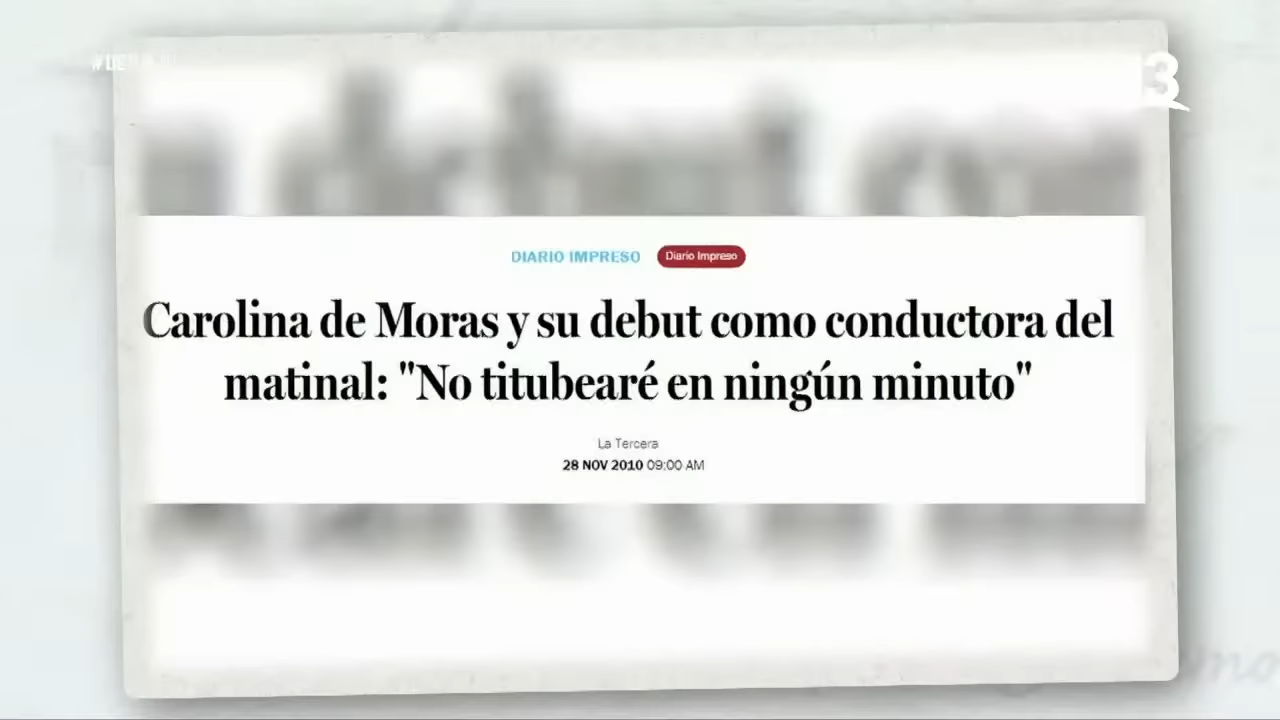 13
DIARIO IMPRESO Diario Impreso
Carolina de Moras y su debut como conductora del
matinal: "No titubearé en ningún minuto"
La Tercera
28 NOV 2010 09:00 AM